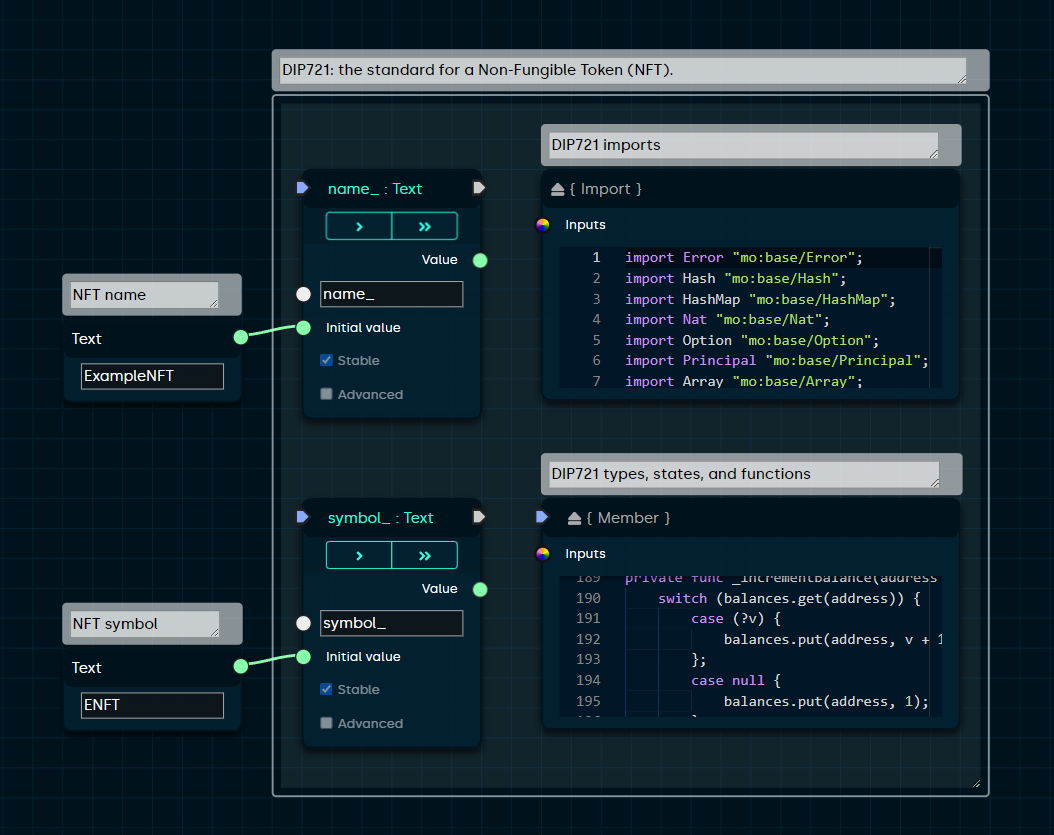 DIP721: the standard for a Non-Fungible Token (NFT).
NFT name
Text
ExampleNFT
name_ : Text
Value
name_
Initial value
Stable
Advanced
DIP721 imports
{ Import }
Inputs
1 import Error "mo:base/Error";
2 import Hash "mo:base/Hash";
3 import HashMap "mo:base/HashMap";
4 import Nat "mo:base/Nat";
5 import Option "mo:base/Option";
6 import Principal "mo:base/Principal";
7 import Array "mo:base/Array";
NFT symbol
Text
ENFT
symbol_ : Text
Value
symbol_
Initial value
Stable
Advanced
DIP721 types, states, and functions
{ Member }
Inputs
189 private func _incrementBalance(address
190 switch (balances.get(address)) {
191 case (?v) {
192 balances.put(address, v + 1
193 };
194 case null {
195 balances.put(address, 1);